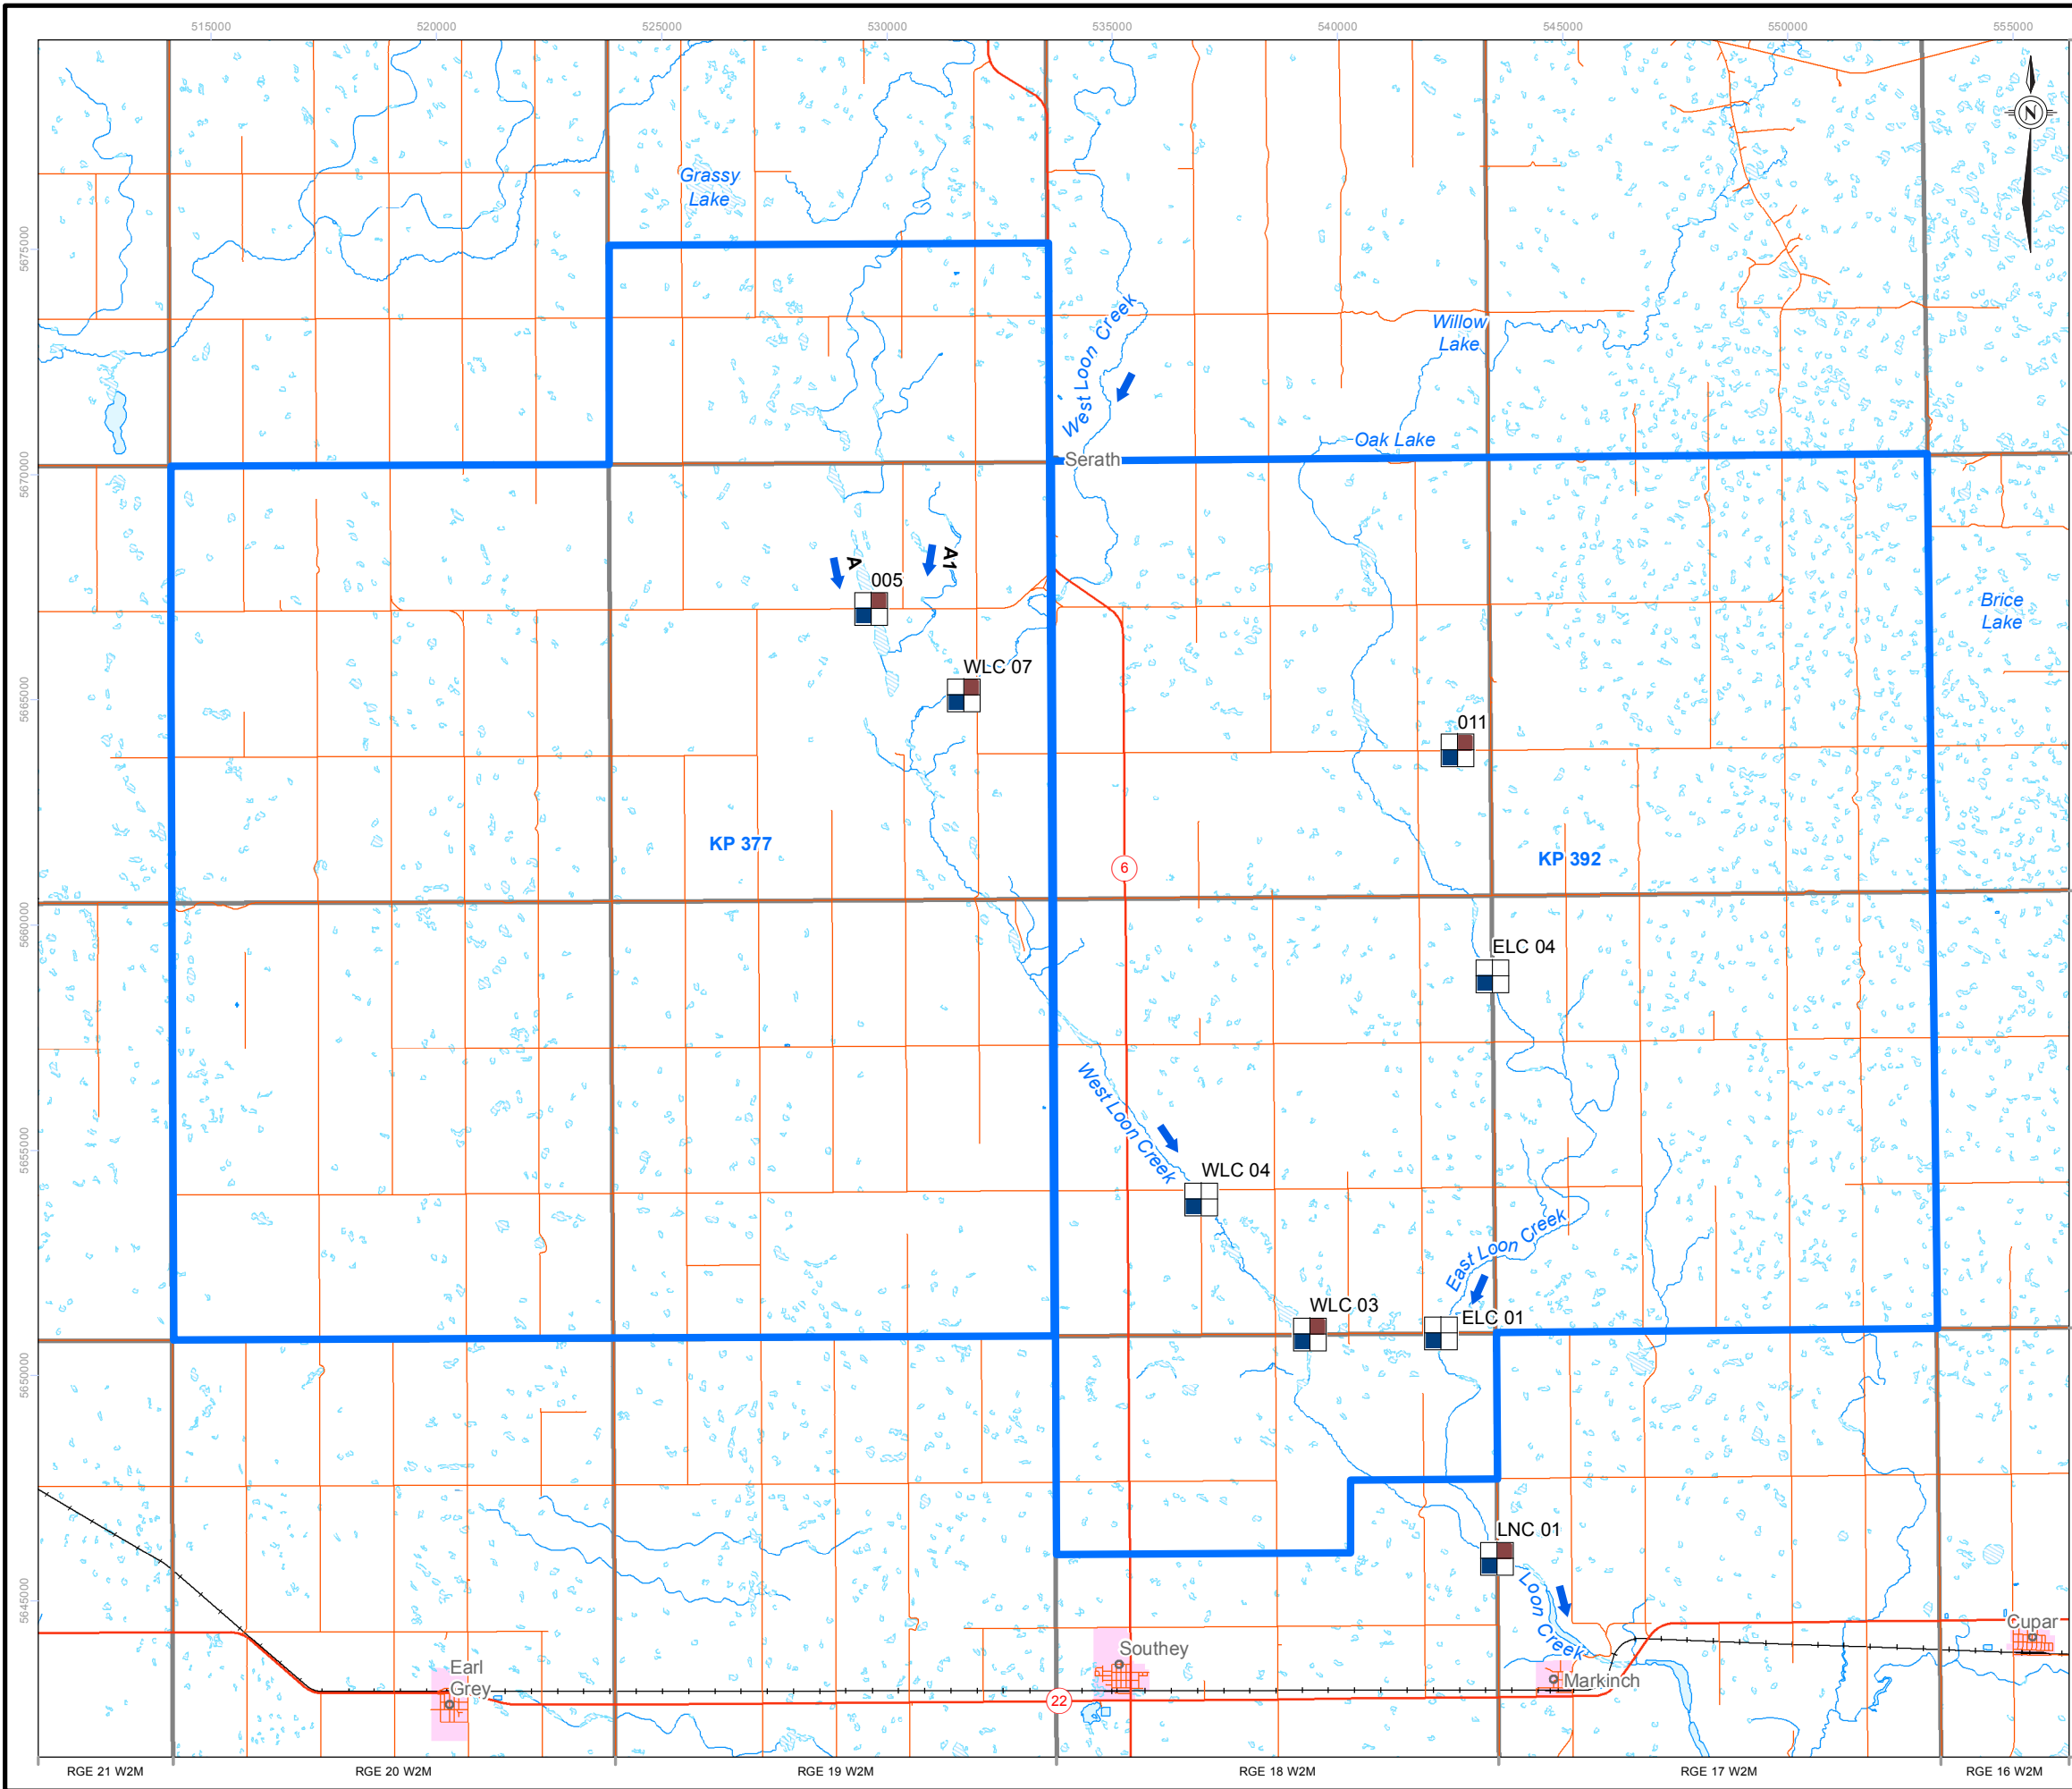 515000
520000
525000
530000
535000
540000
545000
550000
555000
N
Grassy
Lake
5675000
West Loon Creek
Willow
Lake
Oak Lake
Serath
5670000
A
A1
005
Brice
Lake
WLC 07
5665000
011
KP 377
KP 392
6
5660000
ELC 04
West Loon Creek
5655000
WLC 04
East Loon Creek
WLC 03
ELC 01
5650000
LNC 01
Loon
Creek
5645000
Cupar
Southey
Earl
Grey
Markinch
22
RGE 21 W2M
RGE 20 W2M
RGE 19 W2M
RGE 18 W2M
RGE 17 W2M
RGE 16 W2M